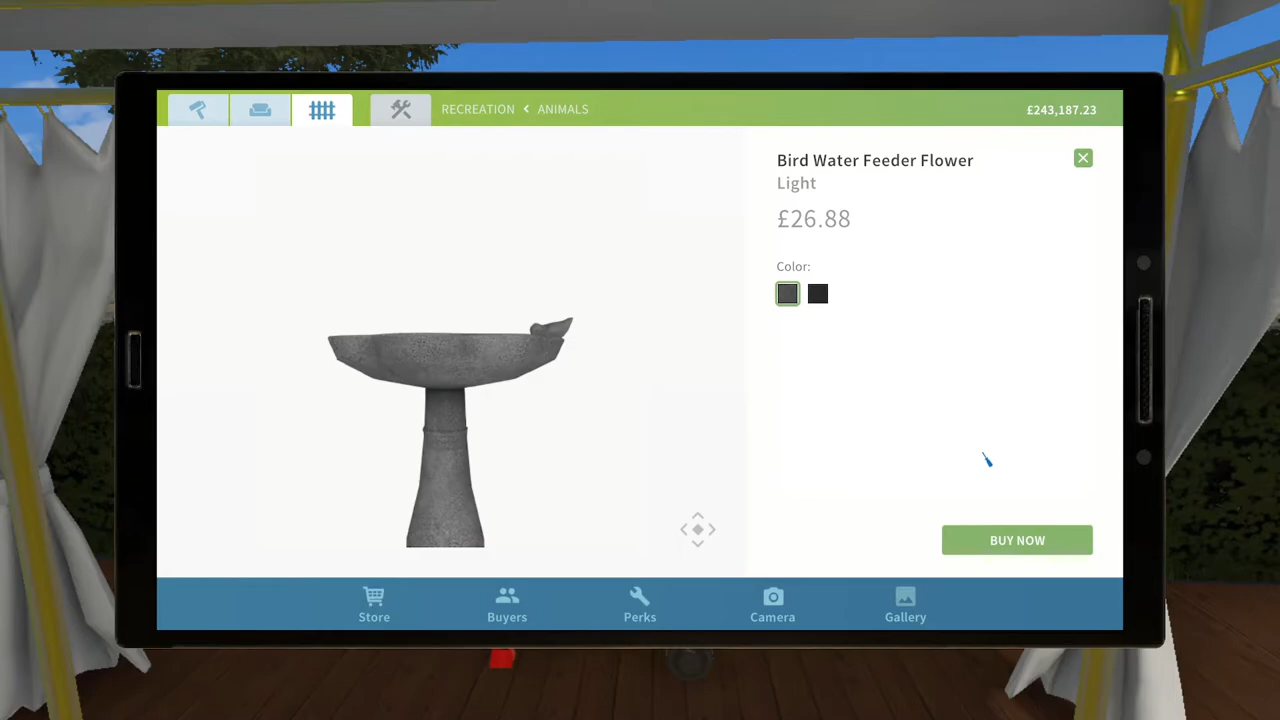 RECREATION < ANIMALS
£243,187.23
Bird Water Feeder Flower
Light
£26.88
Color:
BUY NOW
Store
Buyers
Perks
Camera
Gallery